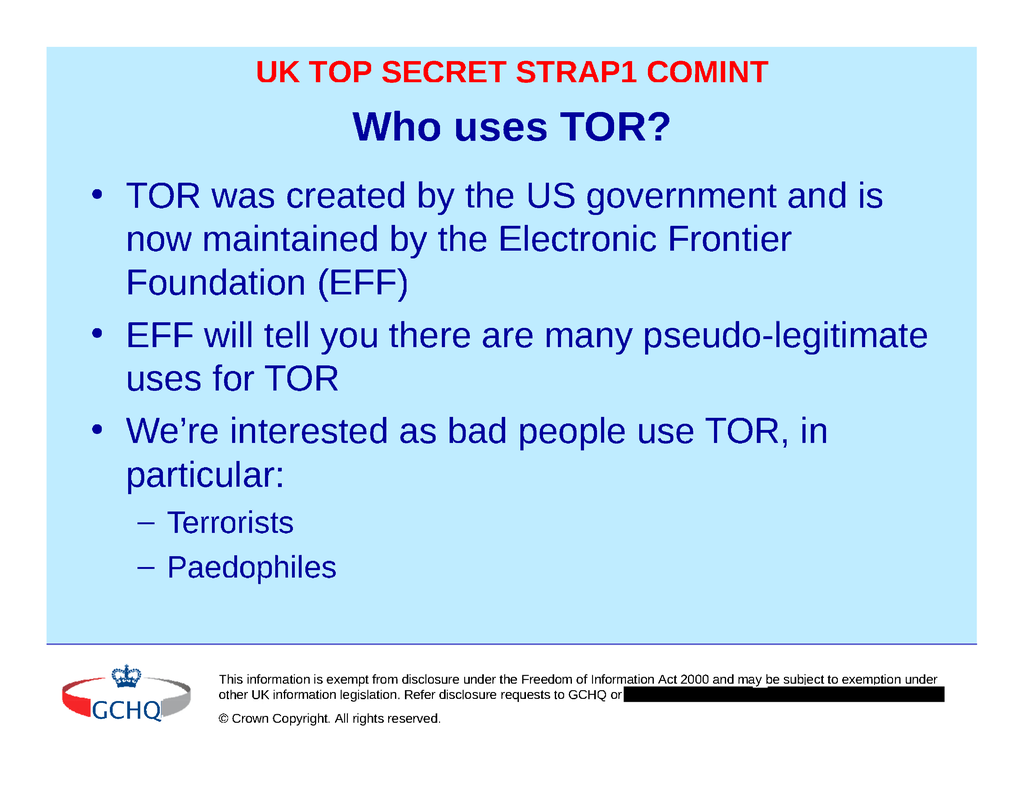 UK TOP SECRET STRAP1 COMINT
Who uses TOR?
• TOR was created by the US government and is
now maintained by the Electronic Frontier
Foundation (EFF)
• EFF will tell you there are many pseudo-legitimate
uses for TOR
• We’re interested as bad people use TOR, in
particular:
– Terrorists
– Paedophiles
GCHQ
This information is exempt from disclosure under the Freedom of Information Act 2000 and may be subject to exemption under
other UK information legislation. Refer disclosure requests to GCHQ or
© Crown Copyright. All rights reserved.